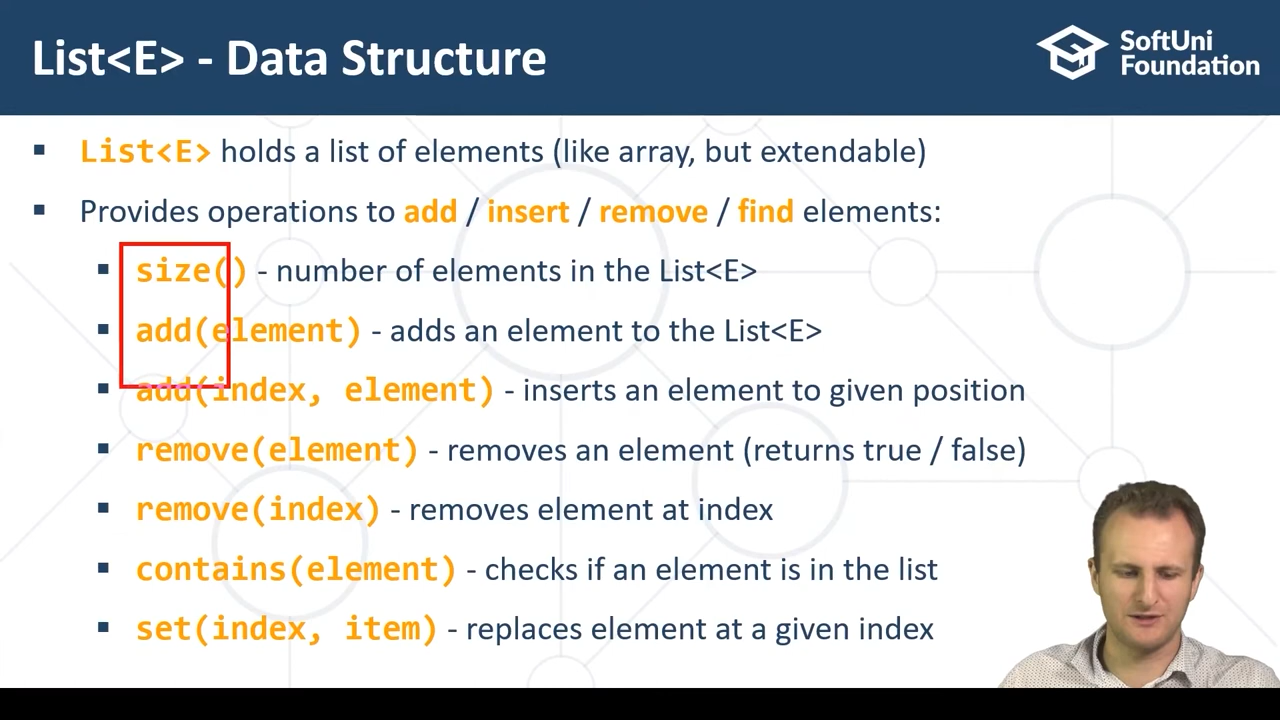 List<E> - Data Structure
SoftUni
Foundation
▪ List<E> holds a list of elements (like array, but extendable)
▪ Provides operations to add / insert / remove / find elements:
▪ size() - number of elements in the List<E>
▪ add(element) - adds an element to the List<E>
▪ add(index, element) - inserts an element to given position
▪ remove(element) - removes an element (returns true / false)
▪ remove(index) - removes element at index
▪ contains(element) - checks if an element is in the list
▪ set(index, item) - replaces element at a given index